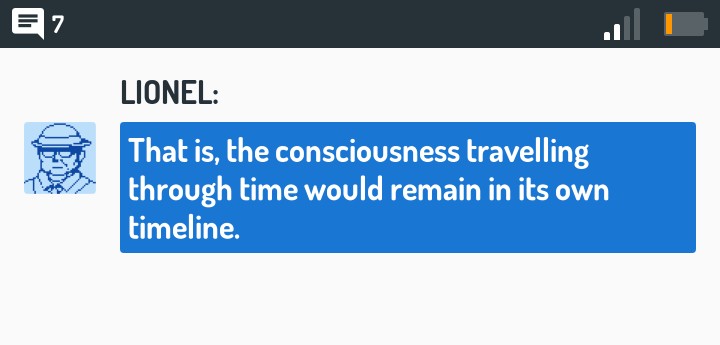 7
LIONEL:
That is, the consciousness travelling
through time would remain in its own
timeline.